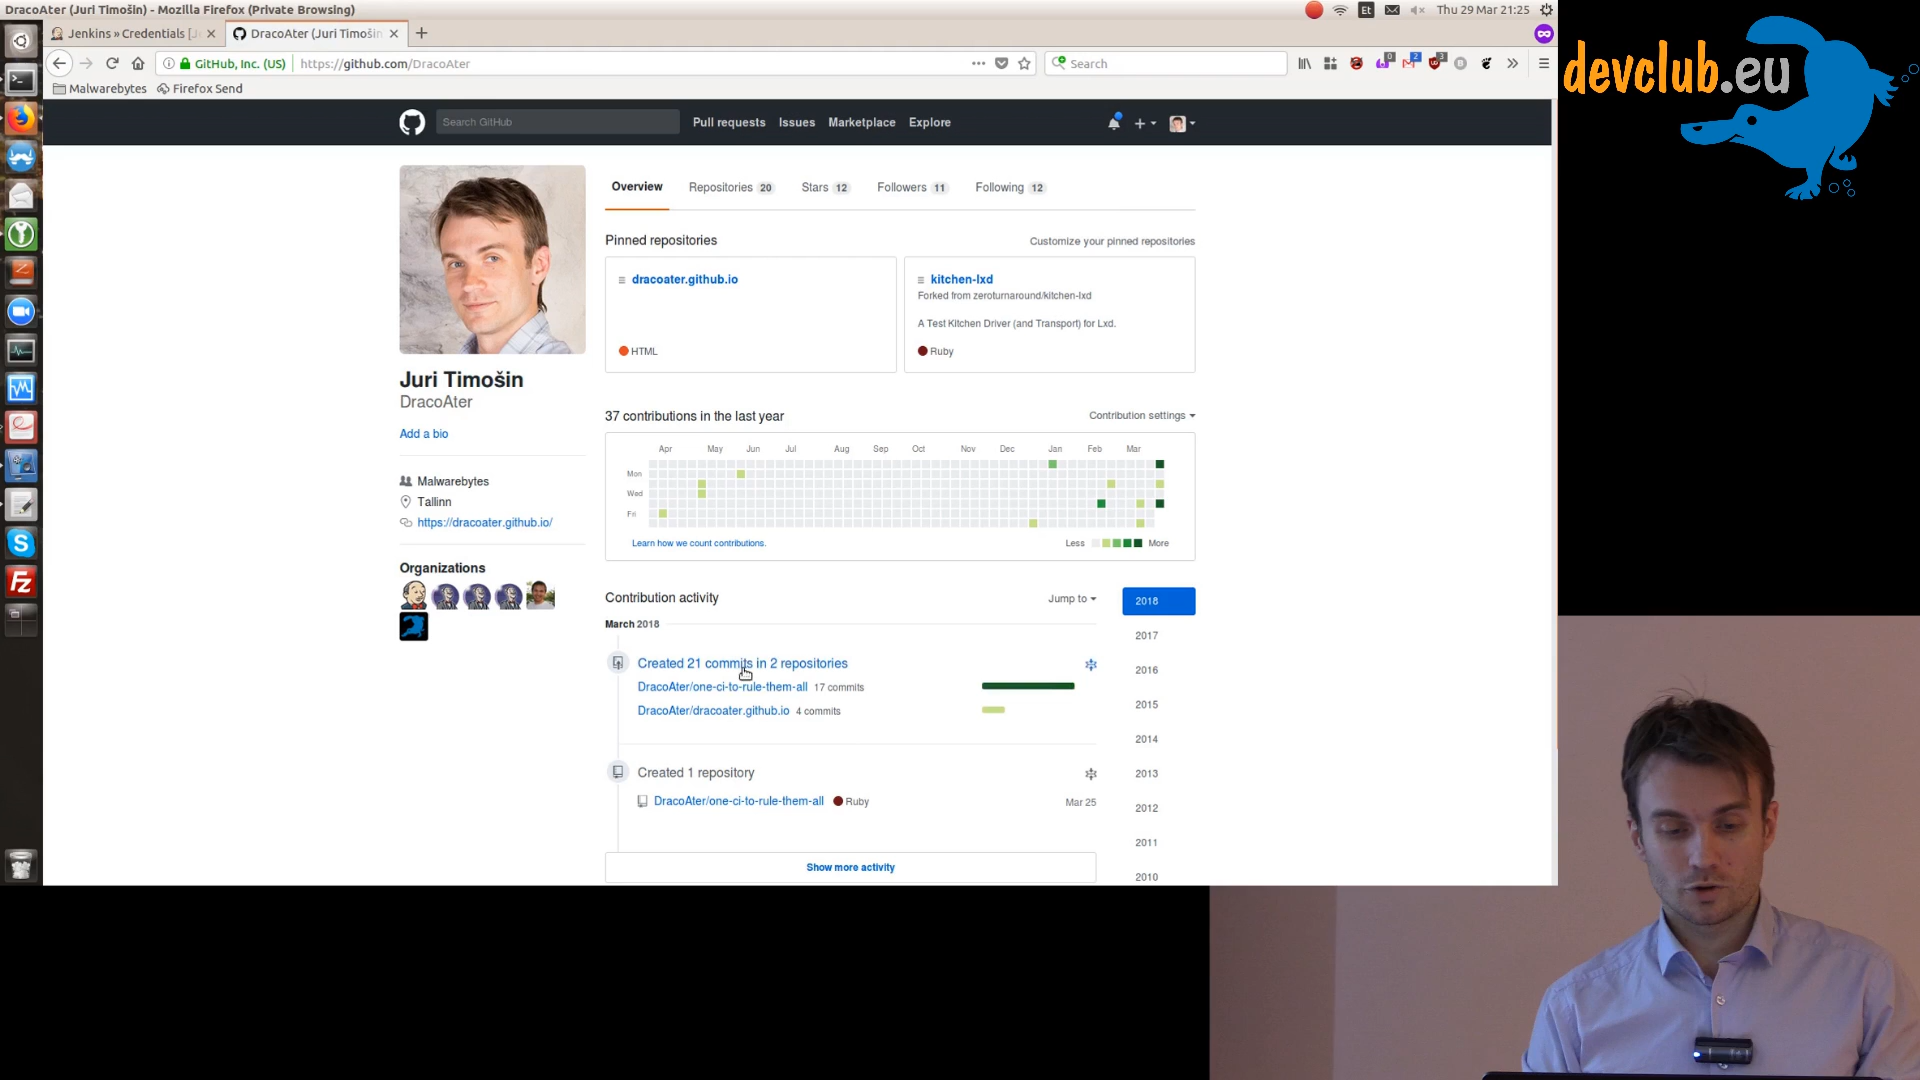 DracoAter (Juri Timošin) - Mozilla Firefox (Private Browsing)
Et
Thu 29 Mar 21:25
Jenkins » Credentials [J
DracoAter (Juri Timošin
GitHub, Inc. (US)
https://github.com/DracoAter
Search
Malwarebytes
Firefox Send
Search GitHub
Pull requests
Issues
Marketplace
Explore
Overview
Repositories 20
Stars 12
Followers 11
Following 12
Pinned repositories
Customize your pinned repositories
dracoater.github.io
HTML
kitchen-lxd
Forked from zeroturnaround/kitchen-lxd
A Test Kitchen Driver (and Transport) for Lxd.
Ruby
Juri Timošin
DracoAter
Add a bio
Malwarebytes
Tallinn
https://dracoater.github.io/
Organizations
37 contributions in the last year
Contribution settings
Apr May Jun Jul Aug Sep Oct Nov Dec Jan Feb Mar
Mon
Wed
Fri
Learn how we count contributions.
Less
More
Contribution activity
Jump to
March 2018
Created 21 commits in 2 repositories
DracoAter/one-ci-to-rule-them-all 17 commits
DracoAter/dracoater.github.io 4 commits
Created 1 repository
DracoAter/one-ci-to-rule-them-all Ruby Mar 25
Show more activity
2018
2017
2016
2015
2014
2013
2012
2011
2010
devclub.eu